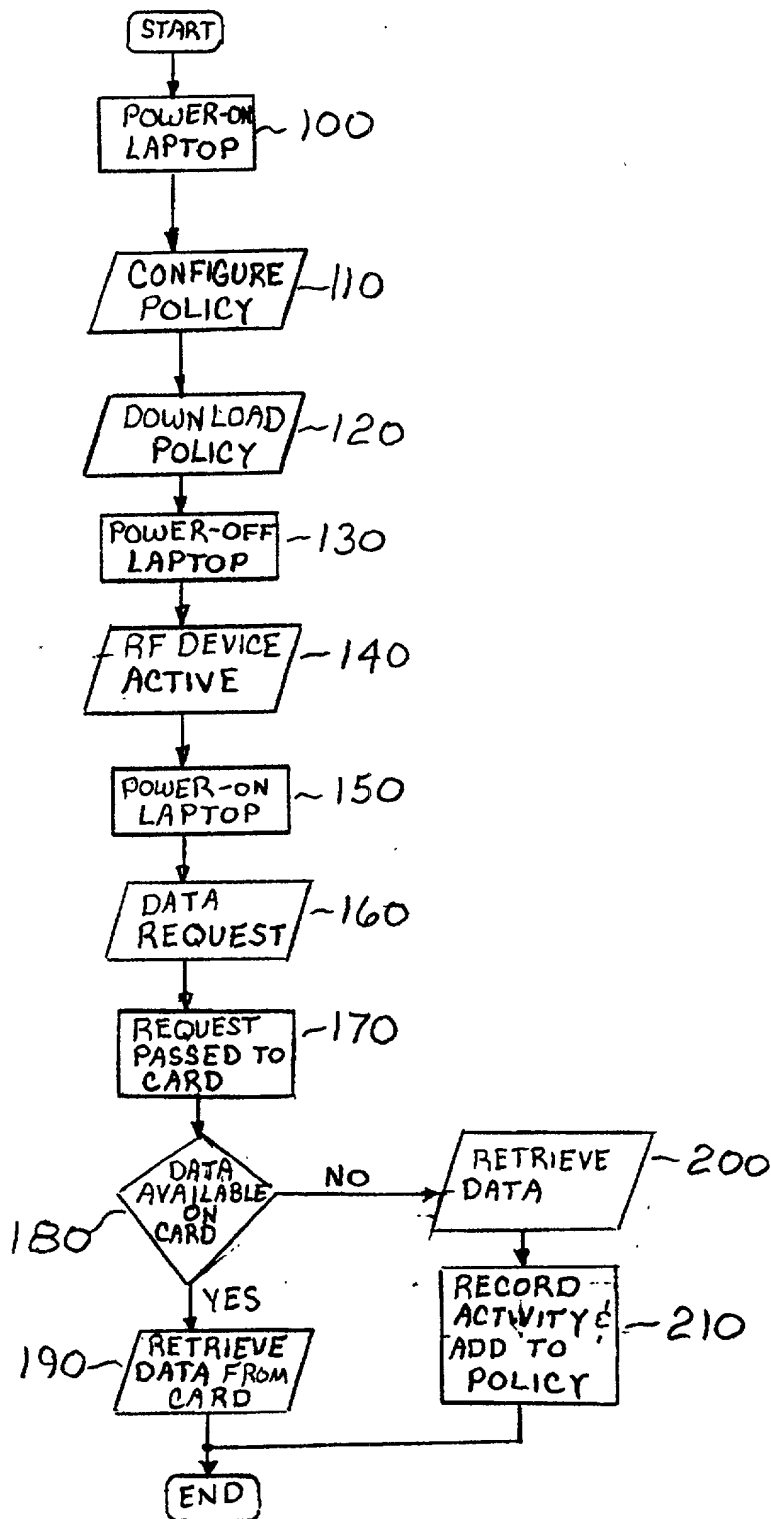 START
POWER-ON
LAPTOP
100
CONFIGURE
POLICY
110
DOWNLOAD
POLICY
120
POWER-OFF
LAPTOP
130
RF DEVICE
ACTIVE
140
POWER-ON
LAPTOP
150
DATA
REQUEST
160
REQUEST
PASSED TO
CARD
170
DATA
AVAILABLE
ON
CARD
180
NO
RETRIEVE
DATA
200
YES
RECORD
ACTIVITY &
ADD TO
POLICY
210
RETRIEVE
DATA FROM
CARD
190
END